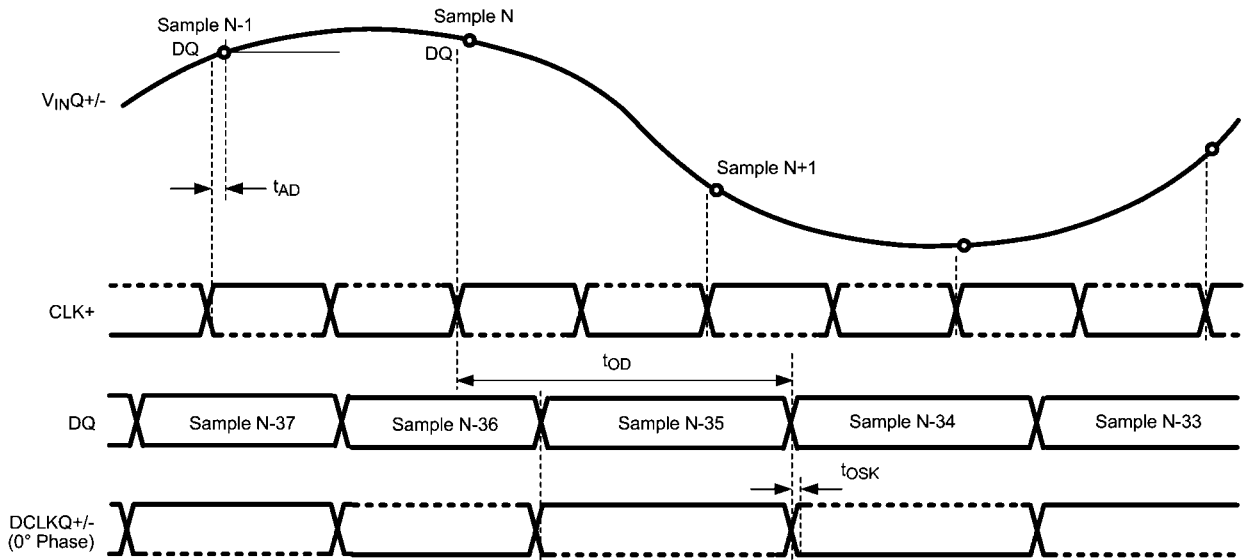 Sample N-1
DQ
Sample N
DQ
VINQ+/-
Sample N+1
tAD
CLK+
tOD
DQ
Sample N-37
Sample N-36
Sample N-35
Sample N-34
Sample N-33
tOSK
DCLKQ+/-
(0° Phase)